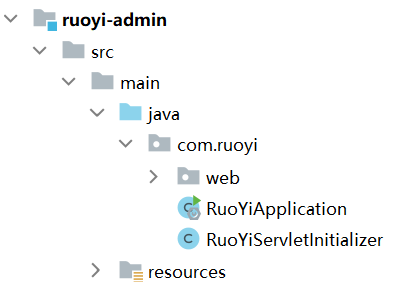 ruoyi-admin
src
main
java
com.ruoyi
web
RuoYiApplication
RuoYiServletInitializer
resources